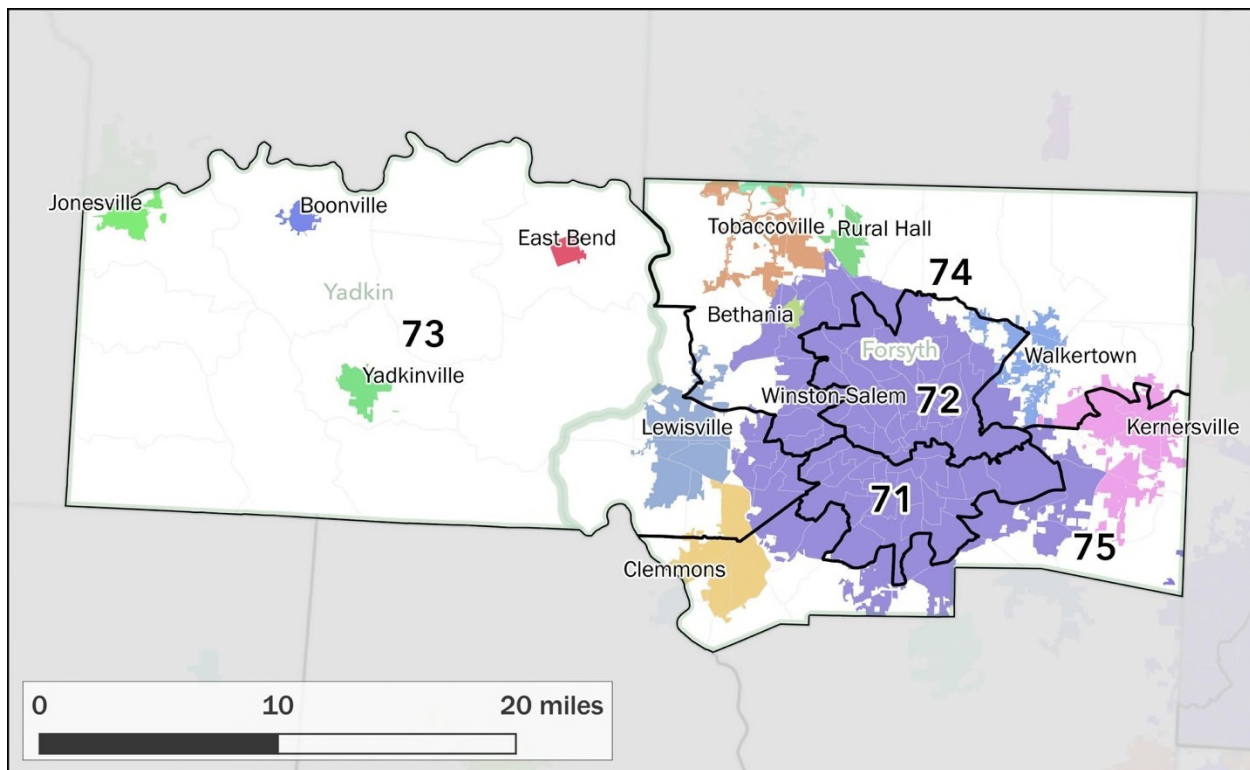 Jonesville
Boonville
East Bend
Tobaccoville
Rural Hall
74
Yadkin
73
Bethania
Forsyth
Walkertown
Yadkinville
Winston-Salem
72
Lewisville
Kernersville
71
75
Clemmons
0 10 20 miles